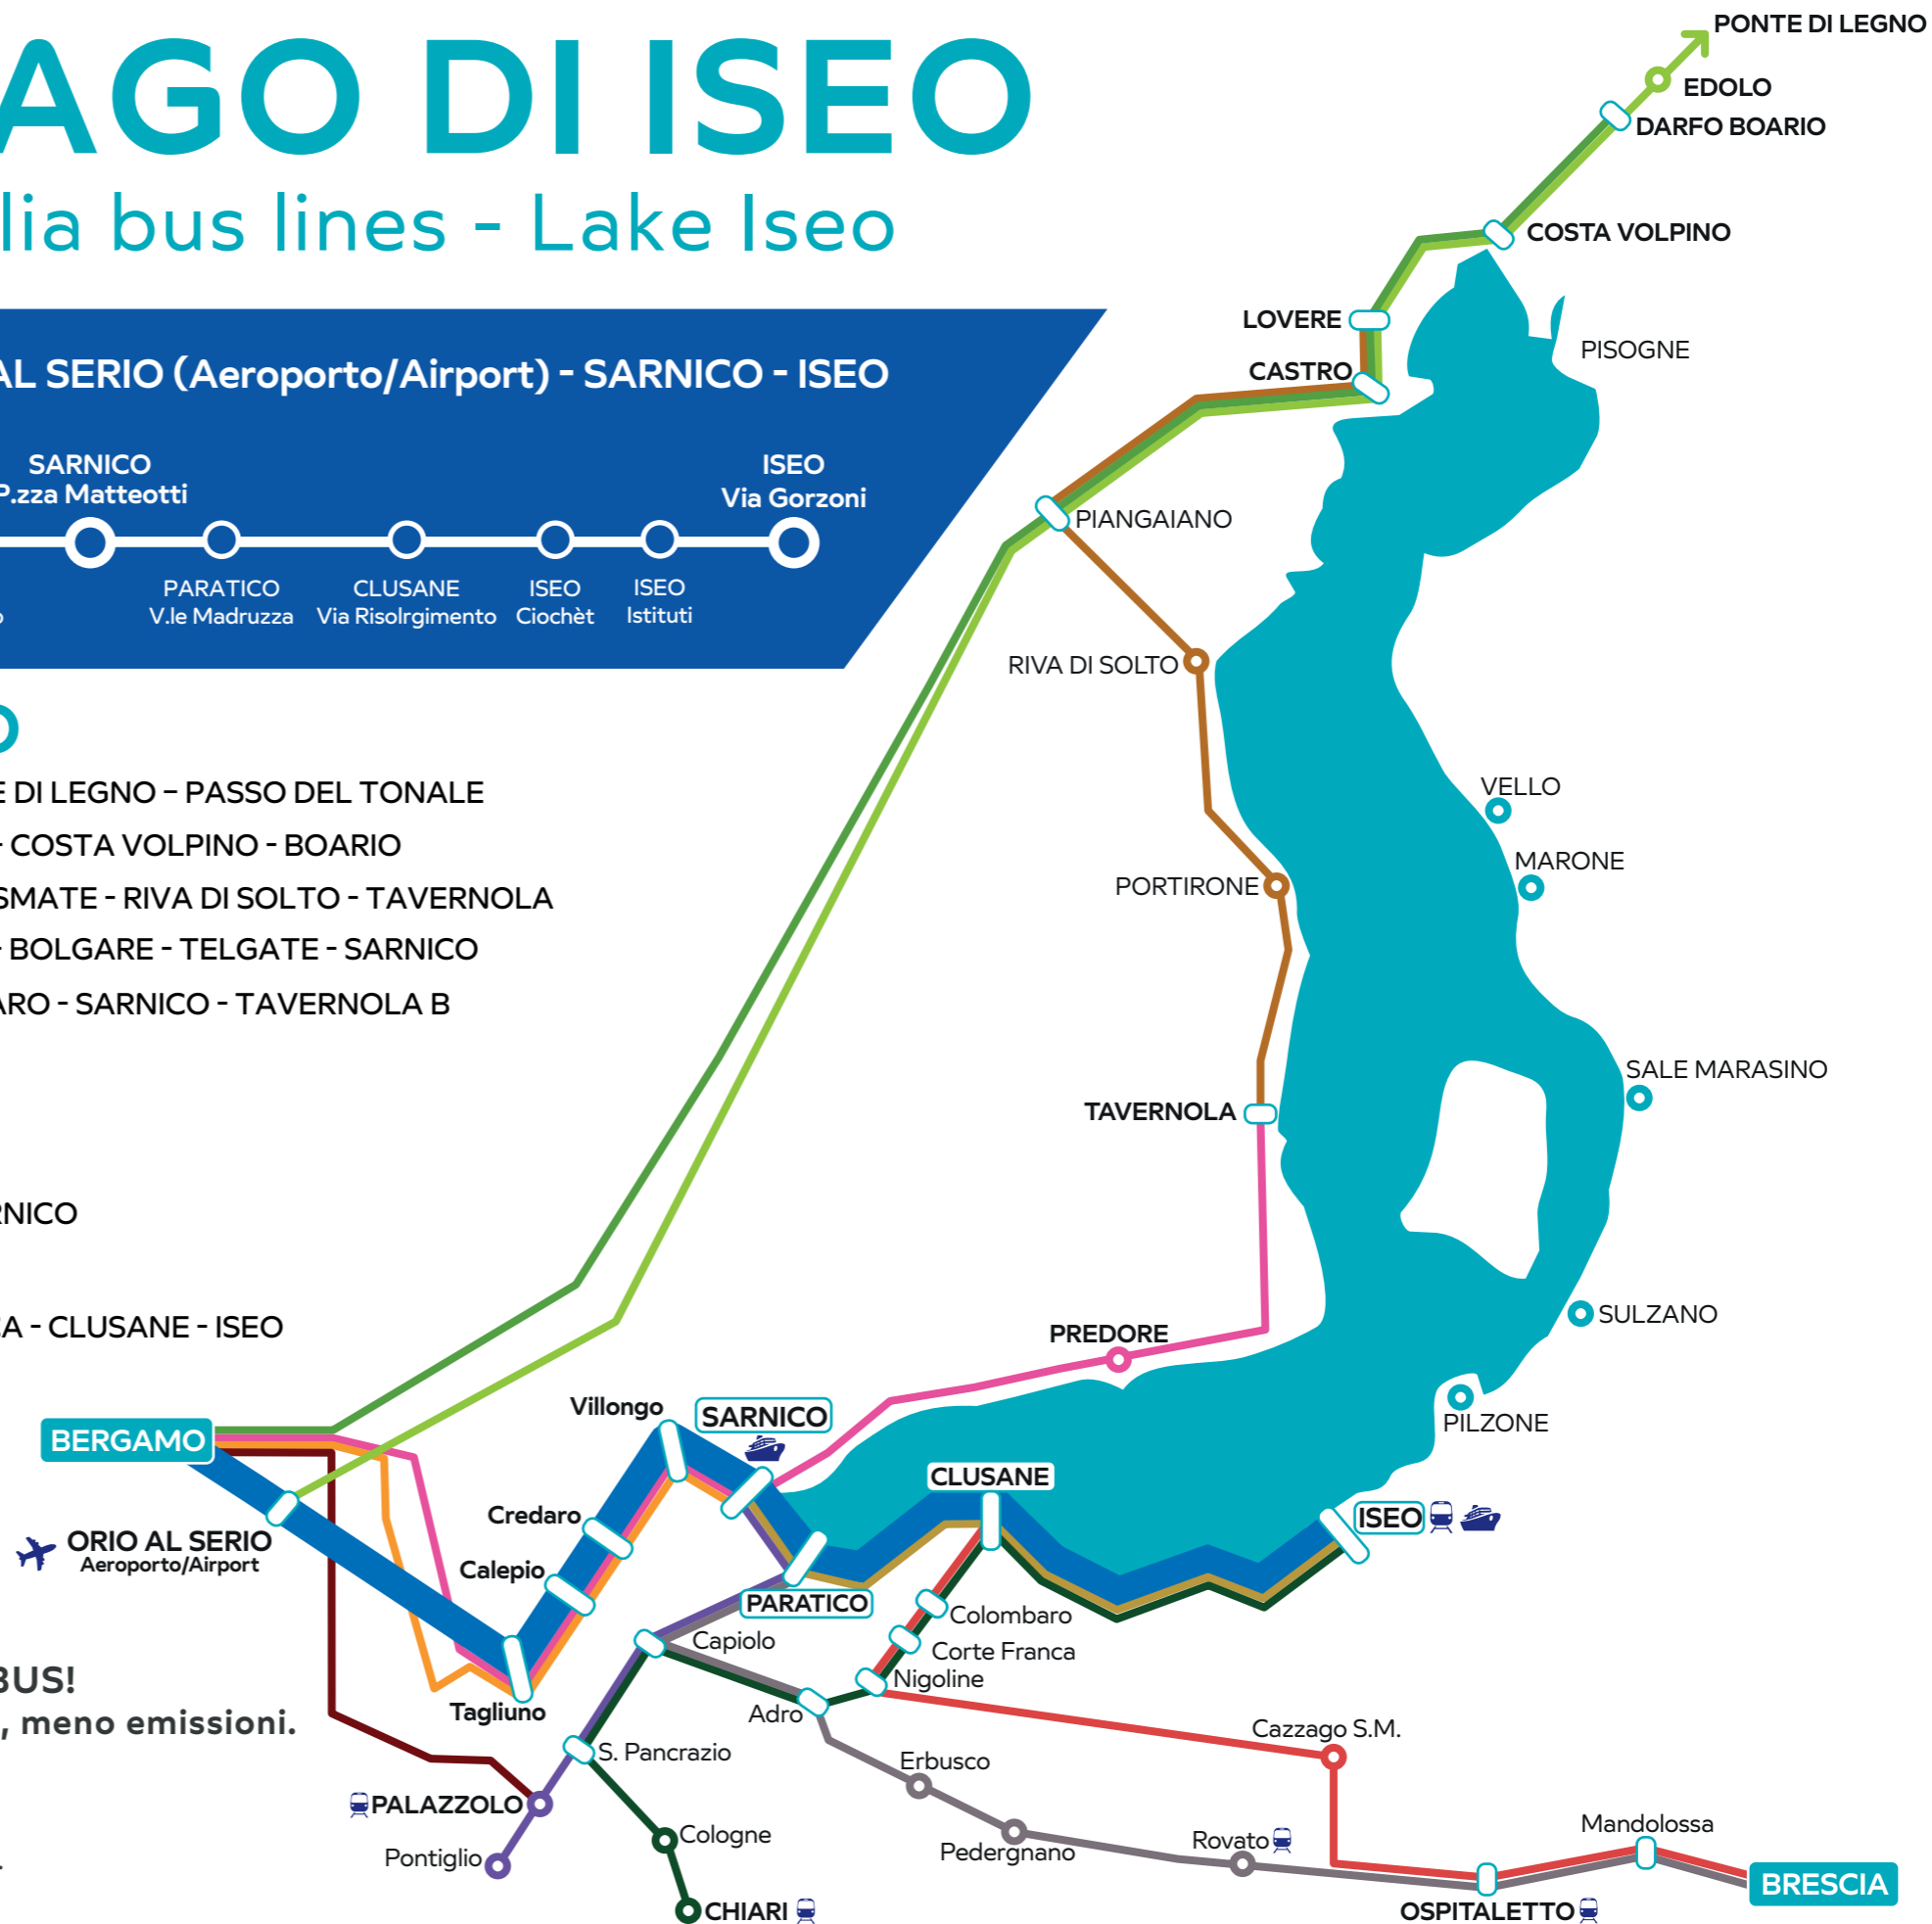 AGO DI ISEO
lia bus lines - Lake Iseo
AL SERIO (Aeroporto/Airport) - SARNICO - ISEO
SARNICO
P.zza Matteotti
ISEO
Via Gorzoni
PARATICO
V.le Madruzza
CLUSANE
Via Risolrgimento
ISEO
Ciochèt
ISEO
Istituti
E DI LEGNO – PASSO DEL TONALE
- COSTA VOLPINO - BOARIO
SMATE - RIVA DI SOLTO - TAVERNOLA
- BOLGARE - TELGATE - SARNICO
ARO - SARNICO - TAVERNOLA B
RNICO
CA - CLUSANE - ISEO
BUS!
, meno emissioni.
PONTE DI LEGNO
EDOLO
DARFO BOARIO
COSTA VOLPINO
LOVERE
PISOGNE
CASTRO
PIANGAIANO
RIVA DI SOLTO
VELLO
MARONE
PORTIRONE
SALE MARASINO
TAVERNOLA
SULZANO
PREDORE
PILZONE
Villongo
SARNICO
BERGAMO
CLUSANE
Credaro
ISEO
ORIO AL SERIO
Aeroporto/Airport
Calepio
PARATICO
Colombaro
Capiolo
Corte Franca
Nigoline
Tagliuno
Adro
Cazzago S.M.
S. Pancrazio
Erbusco
PALAZZOLO
Cologne
Pedergnano
Rovato
Mandolossa
Pontiglio
BRESCIA
CHIARI
OSPITALETTO